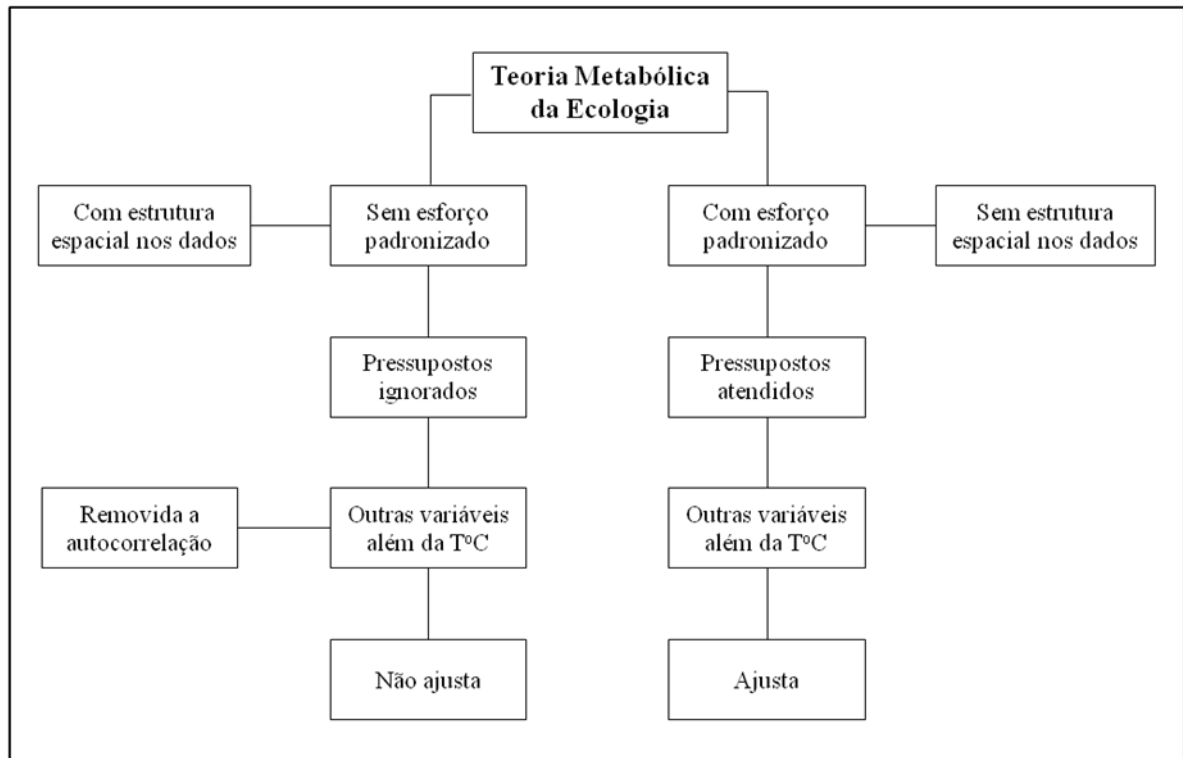 Teoria Metabólica
da Ecologia
Com estrutura
espacial nos dados
Sem esforço
padronizado
Com esforço
padronizado
Sem estrutura
espacial nos dados
Pressupostos
ignorados
Pressupostos
atendidos
Removida a
autocorrelação
Outras variáveis
além da TºC
Outras variáveis
além da TºC
Não ajusta
Ajusta